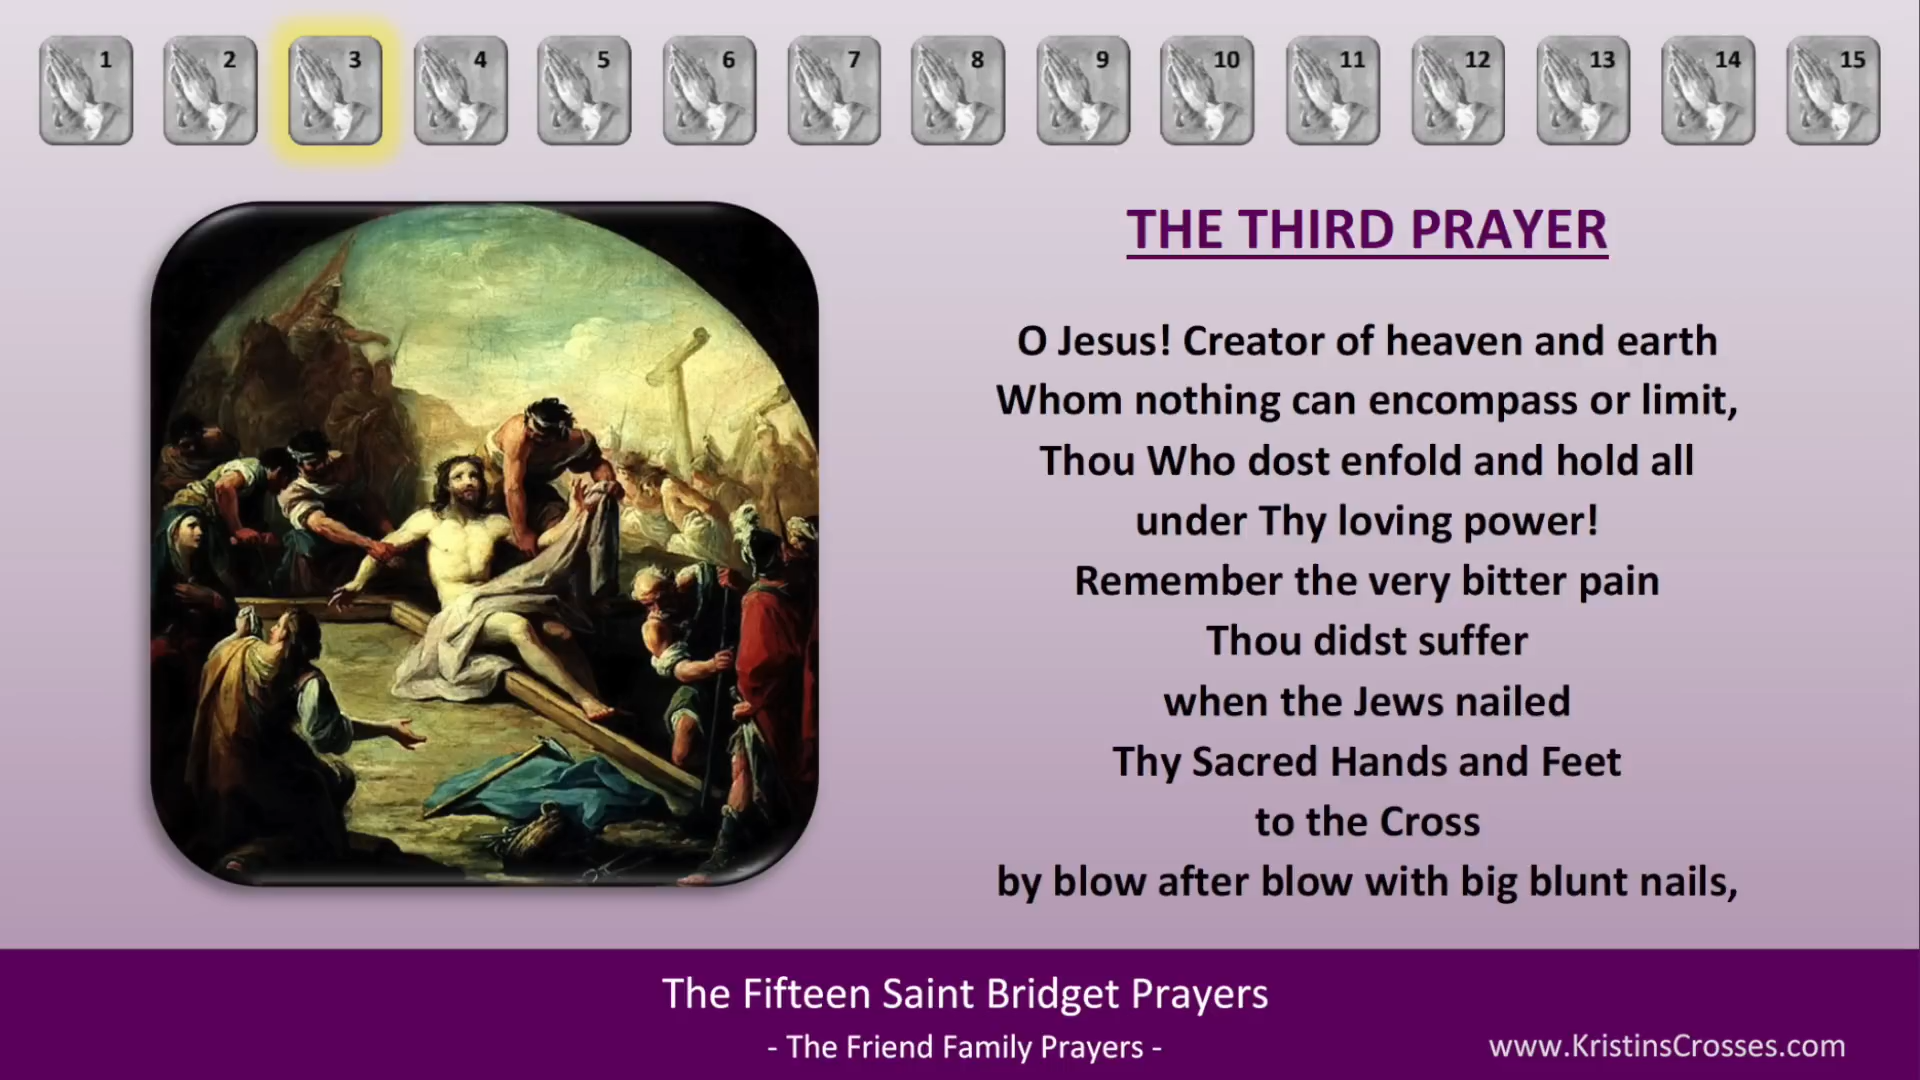 1 2 3 4 5 6 7 8 9 10 11 12 13 14 15
THE THIRD PRAYER
O Jesus! Creator of heaven and earth
Whom nothing can encompass or limit,
Thou Who dost enfold and hold all
under Thy loving power!
Remember the very bitter pain
Thou didst suffer
when the Jews nailed
Thy Sacred Hands and Feet
to the Cross
by blow after blow with big blunt nails,
The Fifteen Saint Bridget Prayers
- The Friend Family Prayers -
www.KristinsCrosses.com